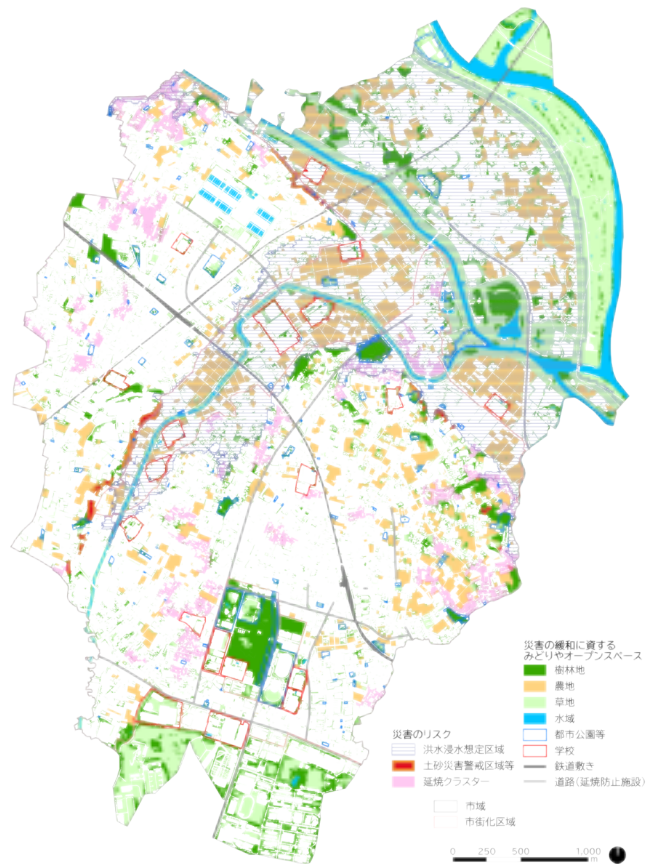 災害の緩和に資する
みどりやオープンスペース
樹林地
農地
草地
水域
都市公園等
学校
鉄道敷き
道路(延焼防止施設)
災害のリスク
洪水浸水想定区域
土砂災害警戒区域等
延焼クラスター
市域
市街化区域
0 250 500 1,000
m